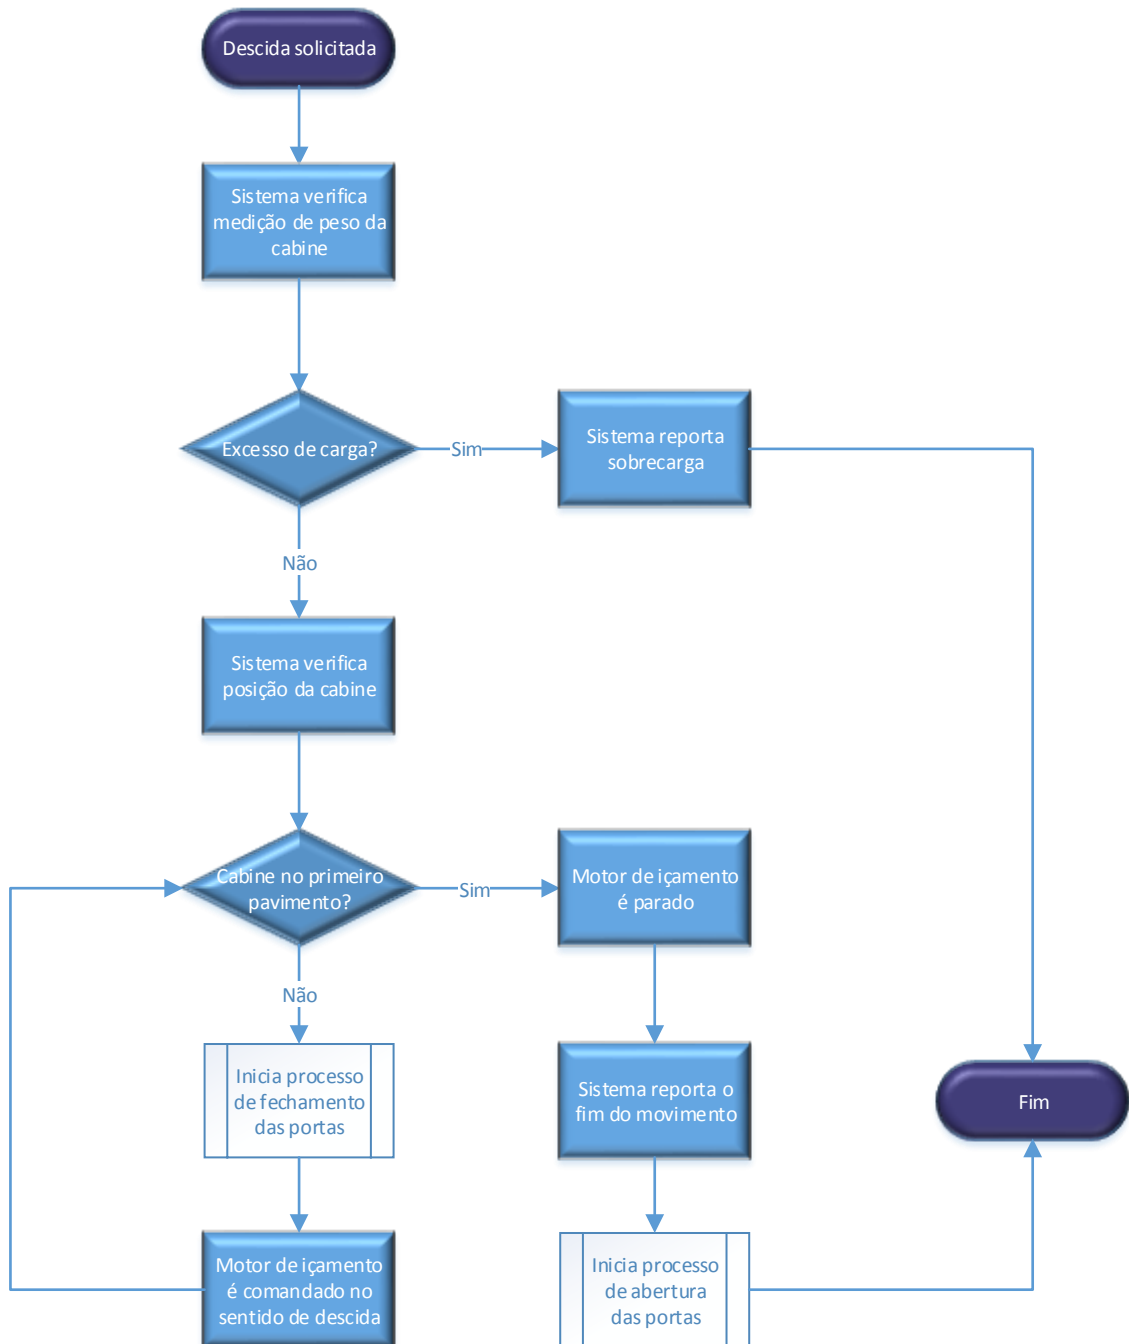 Descida solicitada
Sistema verifica
medição de peso da
cabine
Excesso de carga?
Sim
Sistema reporta
sobrecarga
Não
Sistema verifica
posição da cabine
Cabine no primeiro
pavimento?
Sim
Motor de içamento
é parado
Não
Inicia processo
de fechamento
das portas
Sistema reporta o
fim do movimento
Fim
Motor de içamento
é comandado no
sentido de descida
Inicia processo
de abertura
das portas